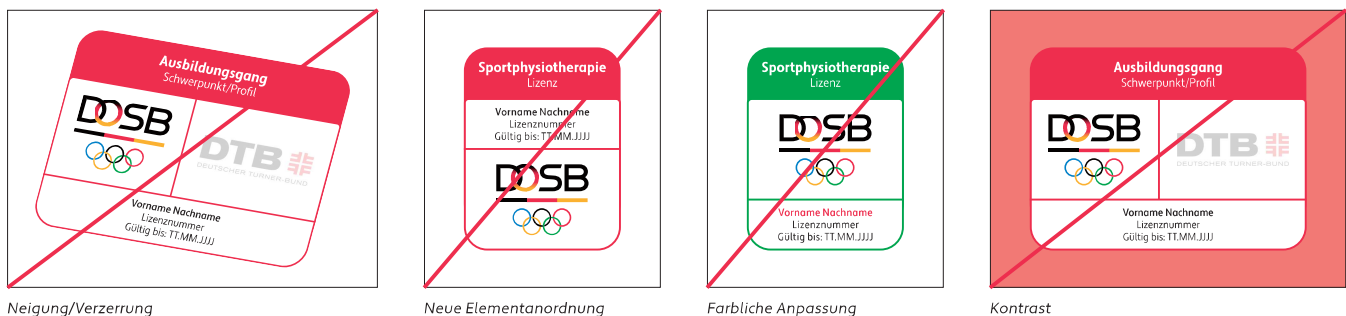 Ausbildungsgang
Schwerpunkt/Profil
DOSB
DTB
DEUTSCHER TURNER-BUND
Vorname Nachname
Lizenznummer
Gültig bis: TT.MM.JJJJ
Neigung/Verzerrung
Sportphysiotherapie
Lizenz
Vorname Nachname
Lizenznummer
Gültig bis: TT.MM.JJJJ
DOSB
Neue Elementanordnung
Sportphysiotherapie
Lizenz
DOSB
Vorname Nachname
Lizenznummer
Gültig bis: TT.MM.JJJJ
Farbliche Anpassung
Ausbildungsgang
Schwerpunkt/Profil
DOSB
DTB
DEUTSCHER TURNER-BUND
Vorname Nachname
Lizenznummer
Gültig bis: TT.MM.JJJJ
Kontrast